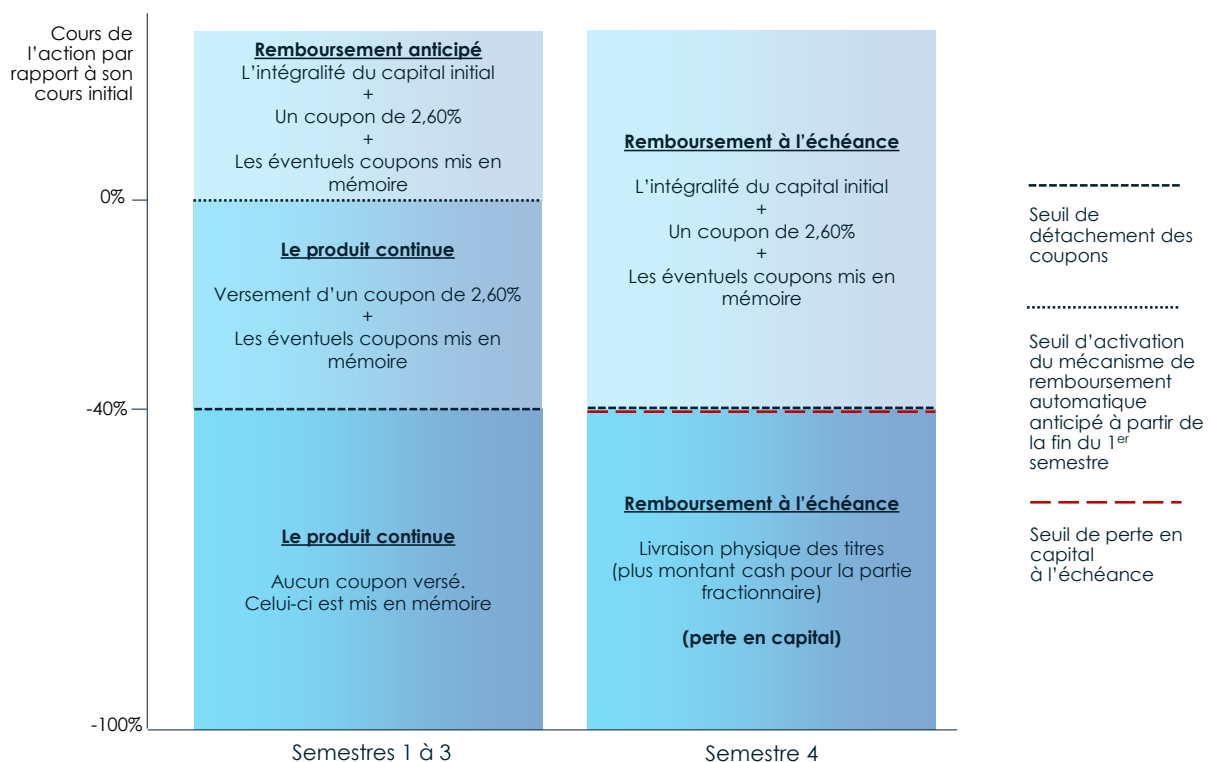 Cours de
l’action par
rapport à son
cours initial
0%
-40%
-100%
Remboursement anticipé
L’intégralité du capital initial
+
Un coupon de 2,60%
+
Les éventuels coupons mis en
mémoire
Le produit continue
Versement d’un coupon de 2,60%
+
Les éventuels coupons mis en
mémoire
Le produit continue
Aucun coupon versé.
Celui-ci est mis en mémoire
Semestres 1 à 3
Remboursement à l’échéance
L’intégralité du capital initial
+
Un coupon de 2,60%
+
Les éventuels coupons mis en
mémoire
Remboursement à l’échéance
Livraison physique des titres
(plus montant cash pour la partie
fractionnaire)
(perte en capital)
Semestre 4
Seuil de
détachement des
coupons
Seuil d’activation
du mécanisme de
remboursement
automatique
anticipé à partir de
la fin du 1er
semestre
Seuil de perte en
capital
à l’échéance